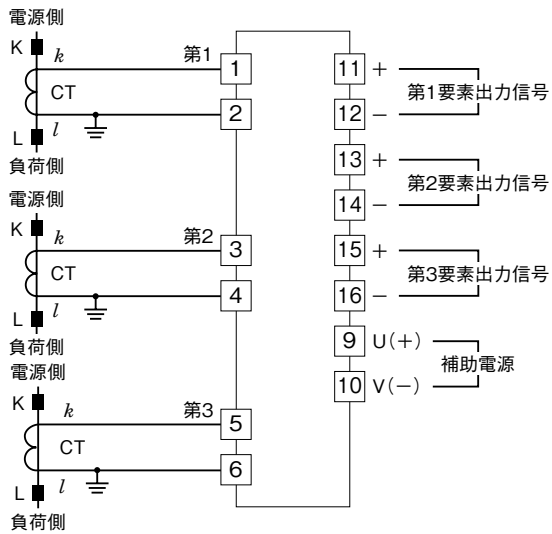 電源側
K k 第1 1
CT
L l 2
負荷側
電源側
K k 第2 3
CT
L l 4
負荷側
電源側
K k 第3 5
CT
L l 6
負荷側
11 +
第1要素出力信号
12 −
13 +
第2要素出力信号
14 −
15 +
第3要素出力信号
16 −
9 U(+)
補助電源
10 V(−)